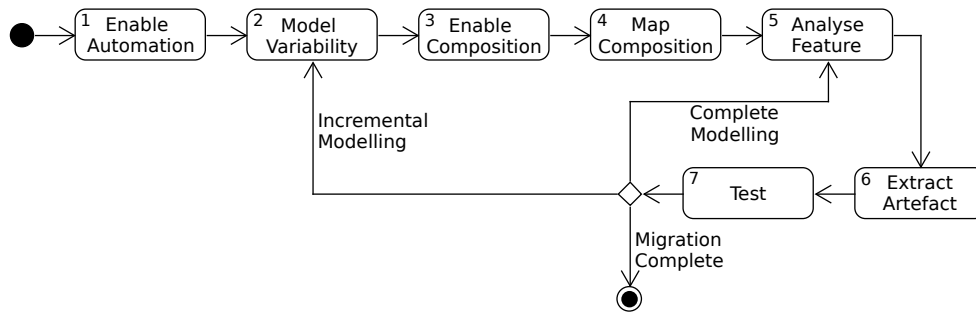 1 Enable
Automation
2 Model
Variability
3 Enable
Composition
4 Map
Composition
5 Analyse
Feature
Incremental
Modelling
Complete
Modelling
7 Test
6 Extract
Artefact
Migration
Complete